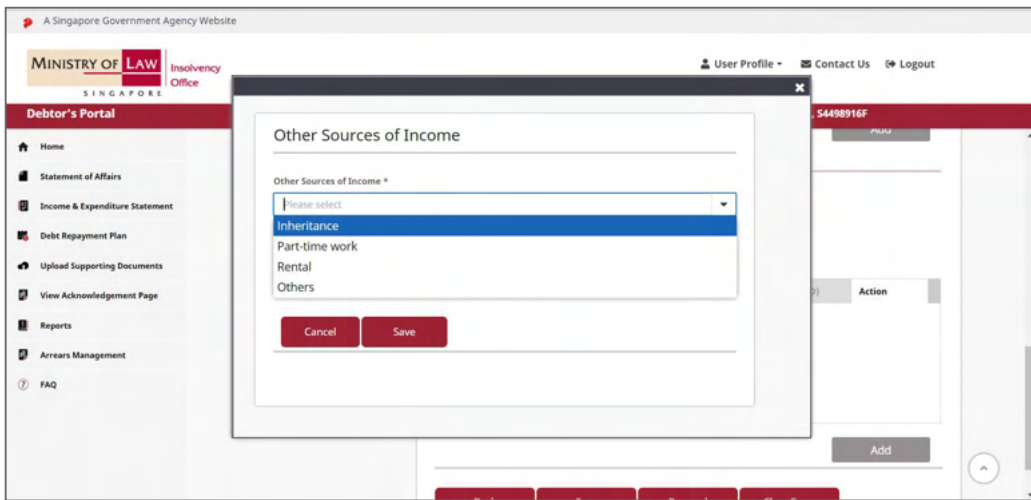 A Singapore Government Agency Website
MINISTRY OF LAW
SINGAPORE
Insolvency
Office
User Profile
Contact Us
Logout
Debtor's Portal
, S4498916F
Home
Statement of Affairs
Income & Expenditure Statement
Debt Repayment Plan
Upload Supporting Documents
View Acknowledgement Page
Reports
Arrears Management
FAQ
Other Sources of Income
Other Sources of Income *
Please select
Inheritance
Part-time work
Rental
Others
Cancel
Save
Add
Action
Add